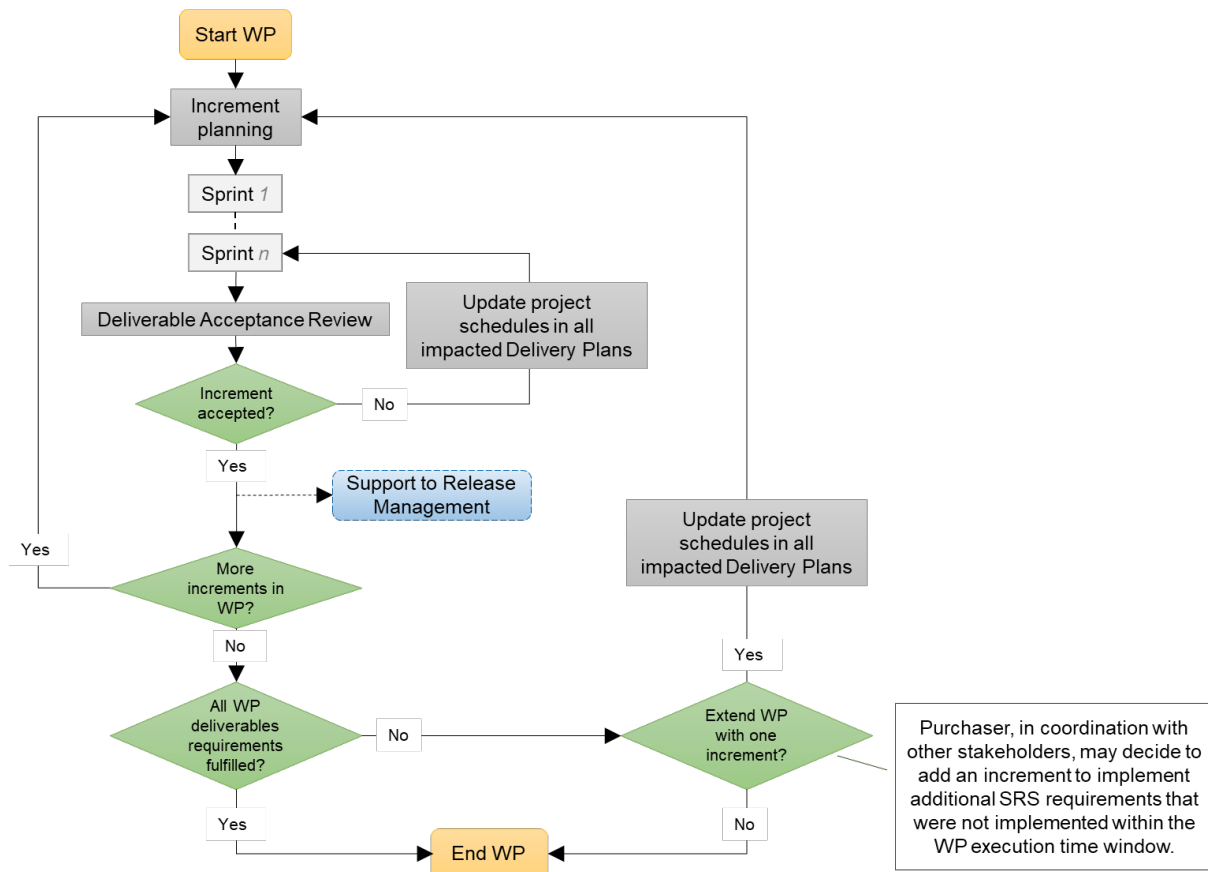 Start WP
Increment
planning
Sprint 1
Sprint n
Deliverable Acceptance Review
Update project
schedules in all
impacted Delivery Plans
Increment
accepted?
No
Yes
Support to Release
Management
Update project
schedules in all
impacted Delivery Plans
Yes
More
increments in
WP?
No
Yes
All WP
deliverables
requirements
fulfilled?
No
Extend WP
with one
increment?
Purchaser, in coordination with
other stakeholders, may decide to
add an increment to implement
additional SRS requirements that
were not implemented within the
WP execution time window.
Yes
No
End WP